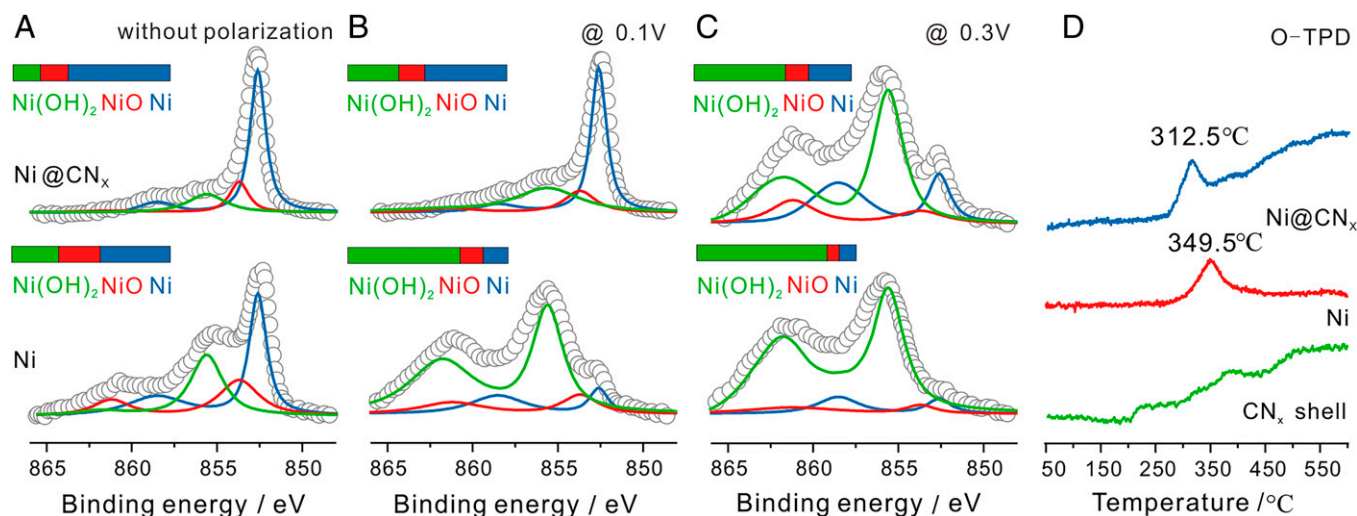 A without polarization
Ni(OH)₂ NiO Ni
Ni@CNₓ
Ni(OH)₂ NiO Ni
Ni
865 860 855 850
Binding energy / eV
B @ 0.1V
Ni(OH)₂ NiO Ni
Ni(OH)₂ NiO Ni
865 860 855 850
Binding energy / eV
C @ 0.3V
Ni(OH)₂ NiO Ni
Ni(OH)₂ NiO Ni
865 860 855 850
Binding energy / eV
D O-TPD
312.5℃
Ni@CNₓ
349.5℃
Ni
CNₓ shell
50 150 250 350 450 550
Temperature /℃